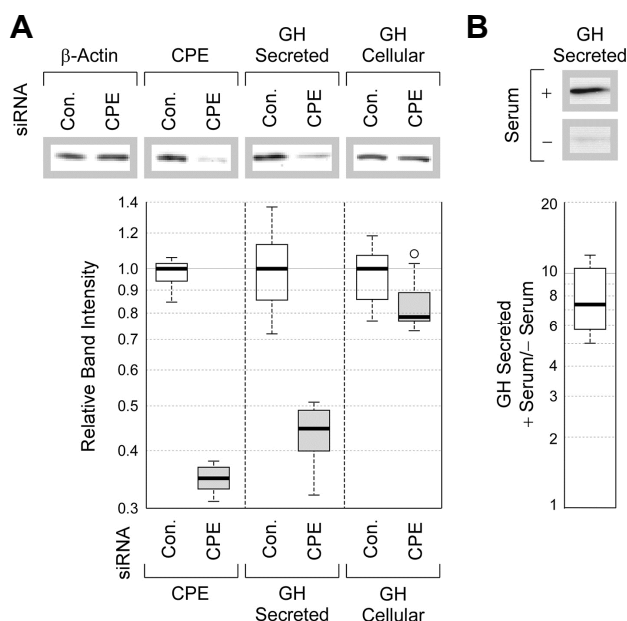 A
β-Actin
CPE
GH
Secreted
GH
Cellular
siRNA
Con.
CPE
Con.
CPE
Con.
CPE
Con.
CPE
Relative Band Intensity
1.4
1.2
1.0
0.9
0.8
0.7
0.6
0.5
0.4
0.3
siRNA
Con.
CPE
Con.
CPE
Con.
CPE
CPE
GH
Secreted
GH
Cellular
B
GH
Secreted
Serum
+
−
GH Secreted
+ Serum/− Serum
20
10
8
6
4
3
2
1